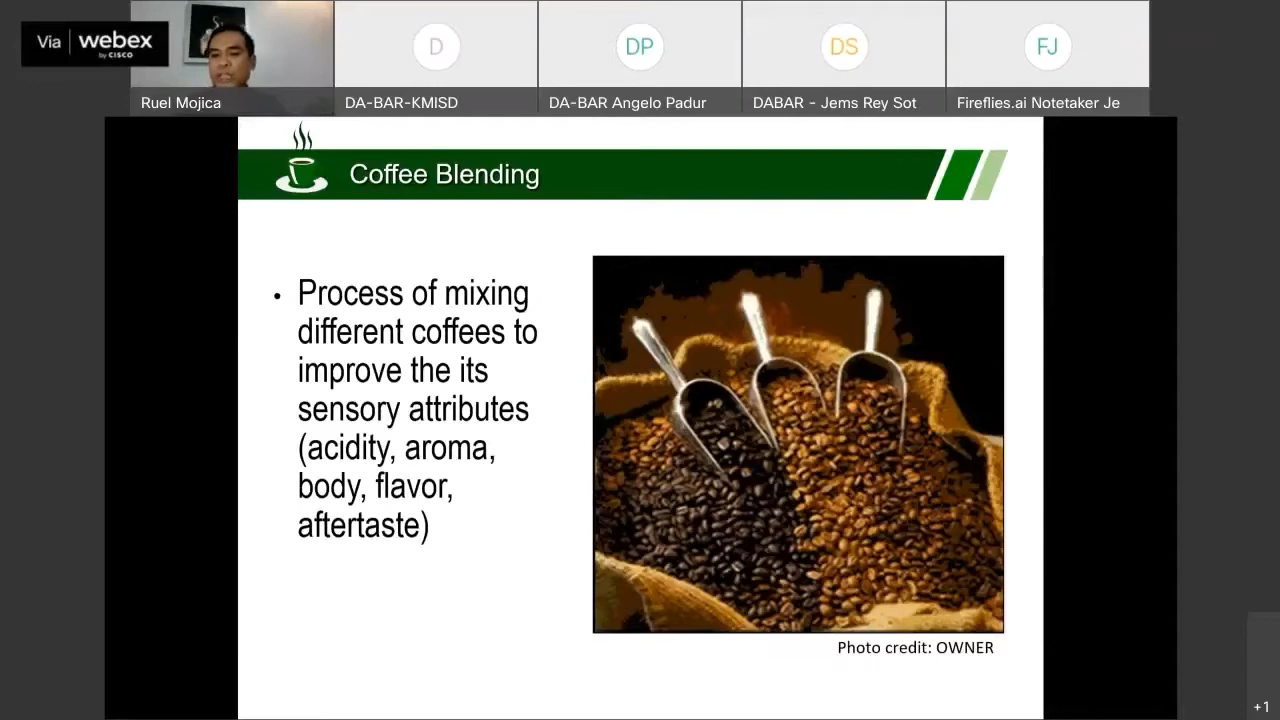 Via webex
by CISCO
Ruel Mojica
D
DA-BAR-KMISD
DP
DA-BAR Angelo Padur
DS
DABAR - Jems Rey Sot
FJ
Fireflies.ai Notetaker Je
Coffee Blending
• Process of mixing
different coffees to
improve the its
sensory attributes
(acidity, aroma,
body, flavor,
aftertaste)
Photo credit: OWNER
+1